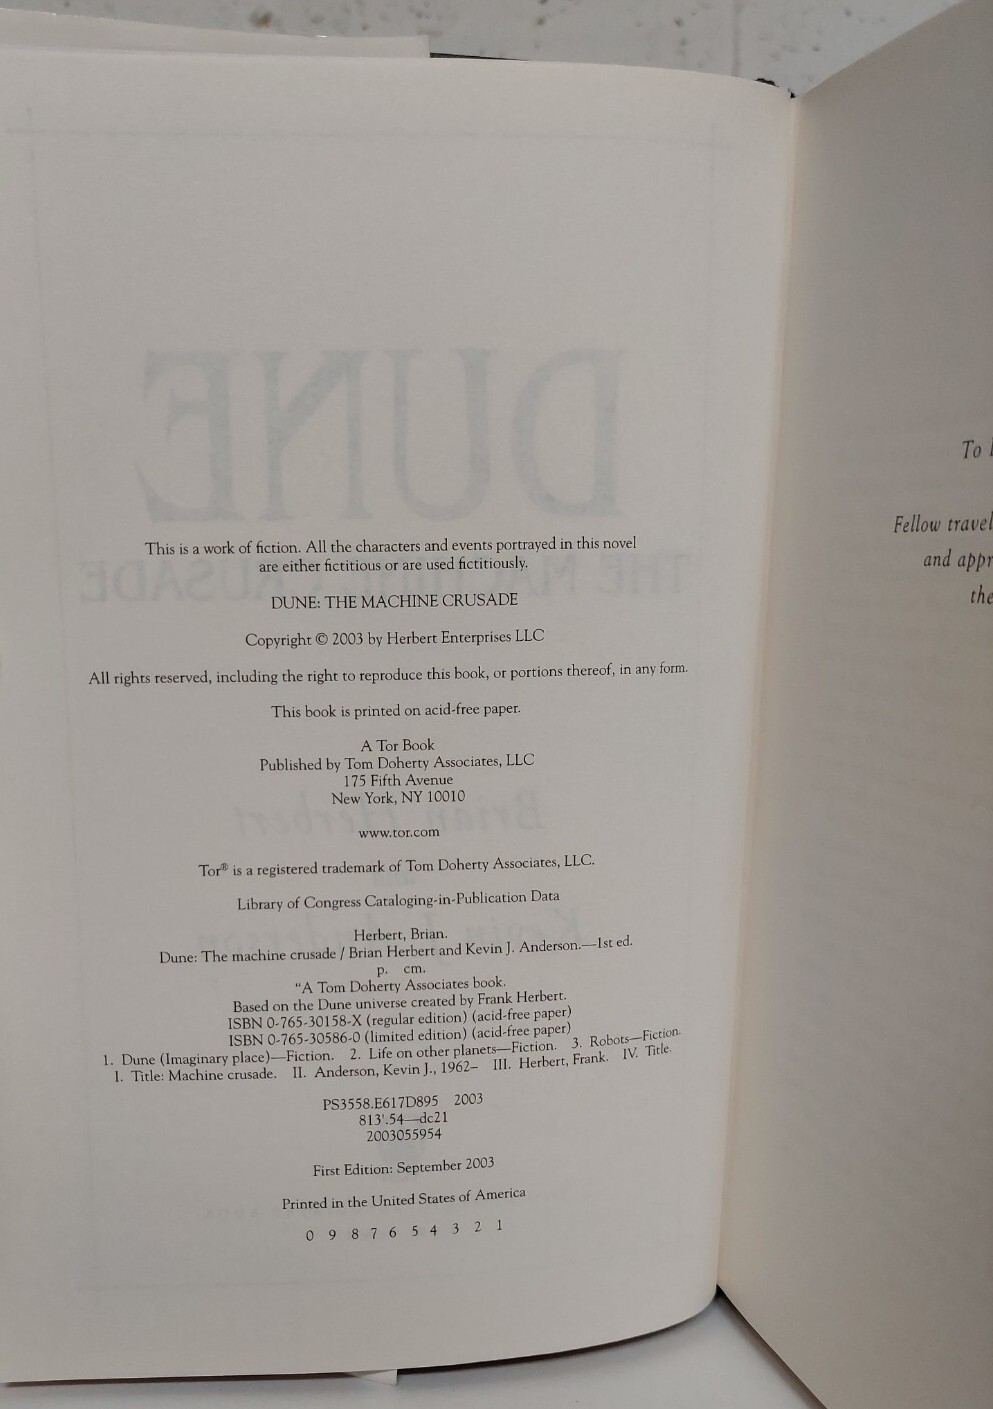 This is a work of fiction. All the characters and events portrayed in this novel
are either fictitious or are used fictitiously.
DUNE: THE MACHINE CRUSADE
Copyright © 2003 by Herbert Enterprises LLC
All rights reserved, including the right to reproduce this book, or portions thereof, in any form.
This book is printed on acid-free paper.
A Tor Book
Published by Tom Doherty Associates, LLC
175 Fifth Avenue
New York, NY 10010
www.tor.com
Tor® is a registered trademark of Tom Doherty Associates, LLC.
Library of Congress Cataloging-in-Publication Data
Herbert, Brian.
Dune: The machine crusade / Brian Herbert and Kevin J. Anderson.—1st ed.
p. cm.
"A Tom Doherty Associates book.
Based on the Dune universe created by Frank Herbert.
ISBN 0-765-30158-X (regular edition) (acid-free paper)
ISBN 0-765-30586-0 (limited edition) (acid-free paper)
1. Dune (Imaginary place)—Fiction. 2. Life on other planets—Fiction. 3. Robots—Fiction.
I. Title: Machine crusade. II. Anderson, Kevin J., 1962– III. Herbert, Frank. IV. Title.
PS3558.E617D895 2003
813'.54—dc21
2003055954
First Edition: September 2003
Printed in the United States of America
0 9 8 7 6 5 4 3 2 1
To
Fellow travel
and appr
the